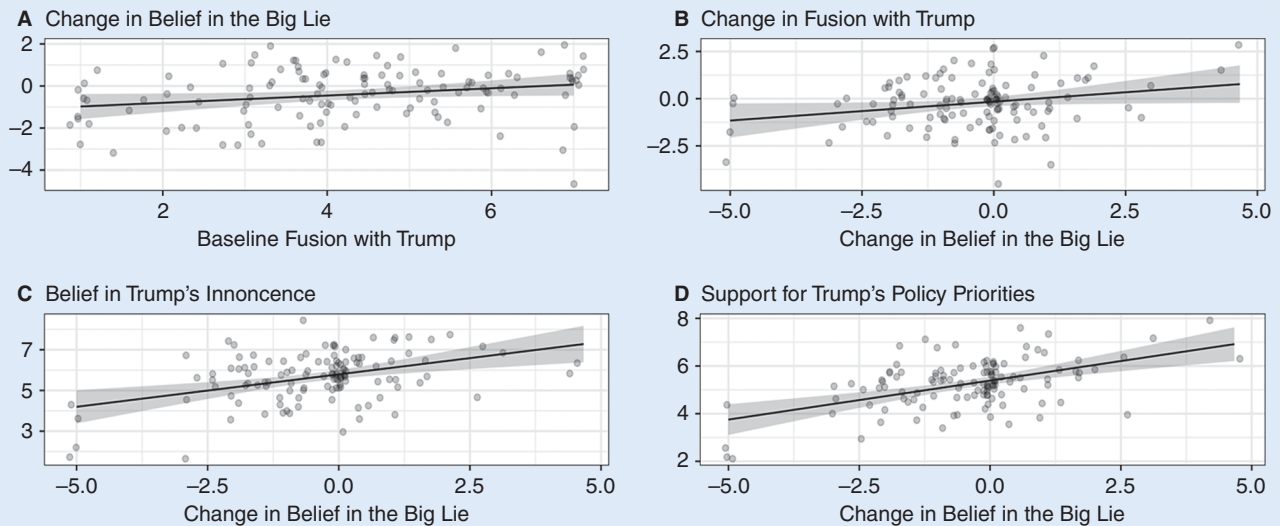 A Change in Belief in the Big Lie
2
0
−2
−4
2 4 6
Baseline Fusion with Trump
B Change in Fusion with Trump
2.5
0.0
−2.5
−5.0 −2.5 0.0 2.5 5.0
Change in Belief in the Big Lie
C Belief in Trump's Innoncence
7
5
3
−5.0 −2.5 0.0 2.5 5.0
Change in Belief in the Big Lie
D Support for Trump's Policy Priorities
8
6
4
2
−5.0 −2.5 0.0 2.5 5.0
Change in Belief in the Big Lie